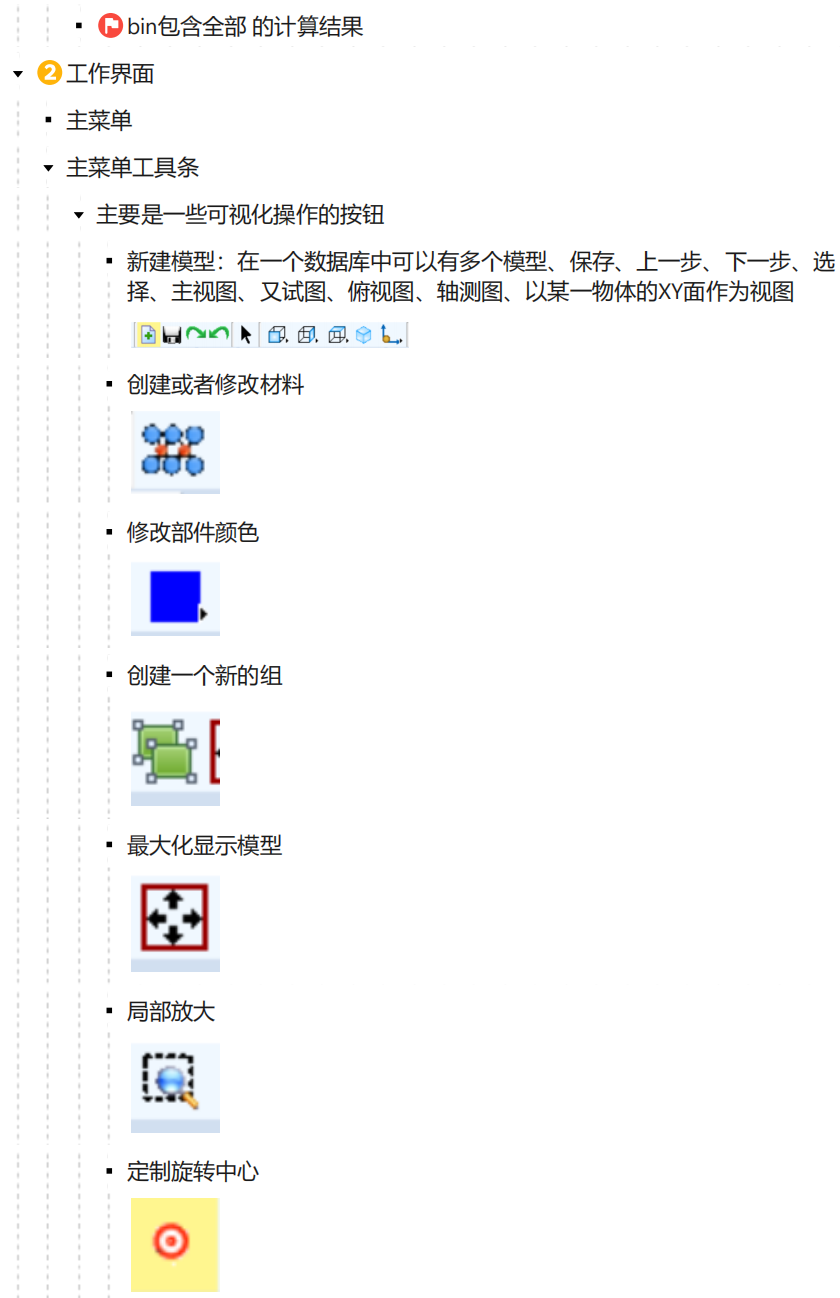 bin包含全部 的计算结果
2 工作界面
主菜单
主菜单工具条
主要是一些可视化操作的按钮
新建模型：在一个数据库中可以有多个模型、保存、上一步、下一步、选
择、主视图、又试图、俯视图、轴测图、以某一物体的XY面作为视图
创建或者修改材料
修改部件颜色
创建一个新的组
最大化显示模型
局部放大
定制旋转中心